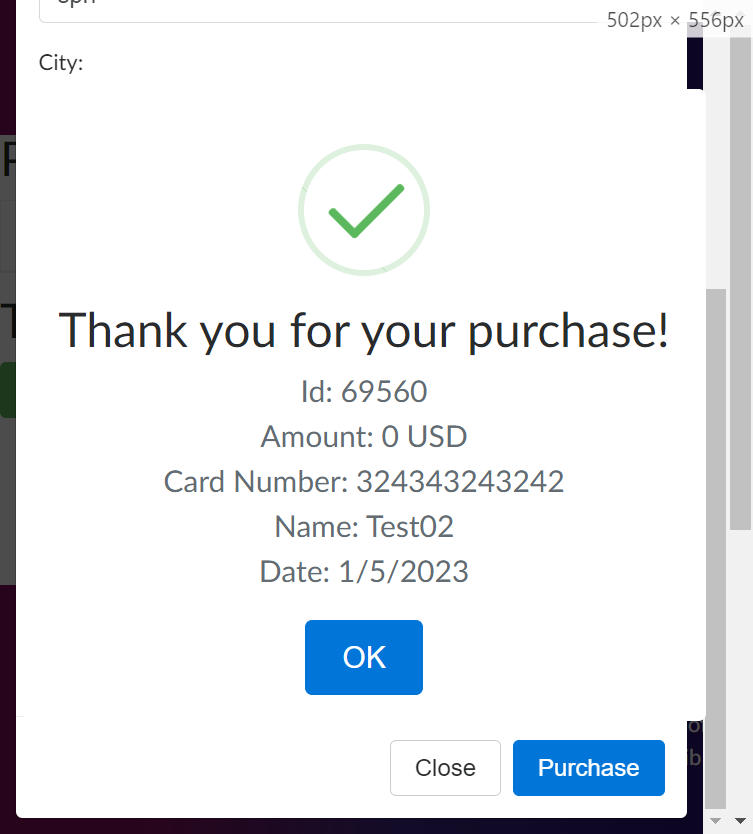 502px × 556px
City:
Thank you for your purchase!
Id: 69560
Amount: 0 USD
Card Number: 324343243242
Name: Test02
Date: 1/5/2023
OK
Close
Purchase